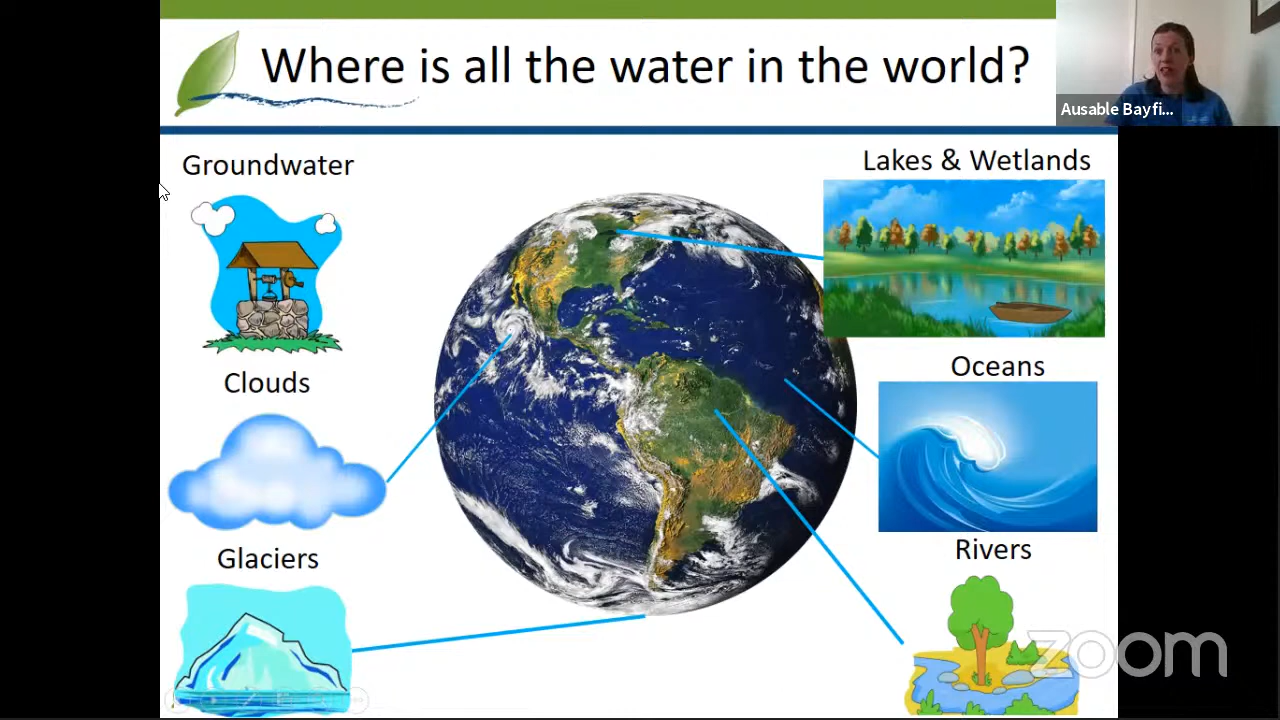 Where is all the water in the world?
Ausable Bayfi...
Groundwater
Lakes & Wetlands
Clouds
Oceans
Glaciers
Rivers
zoom